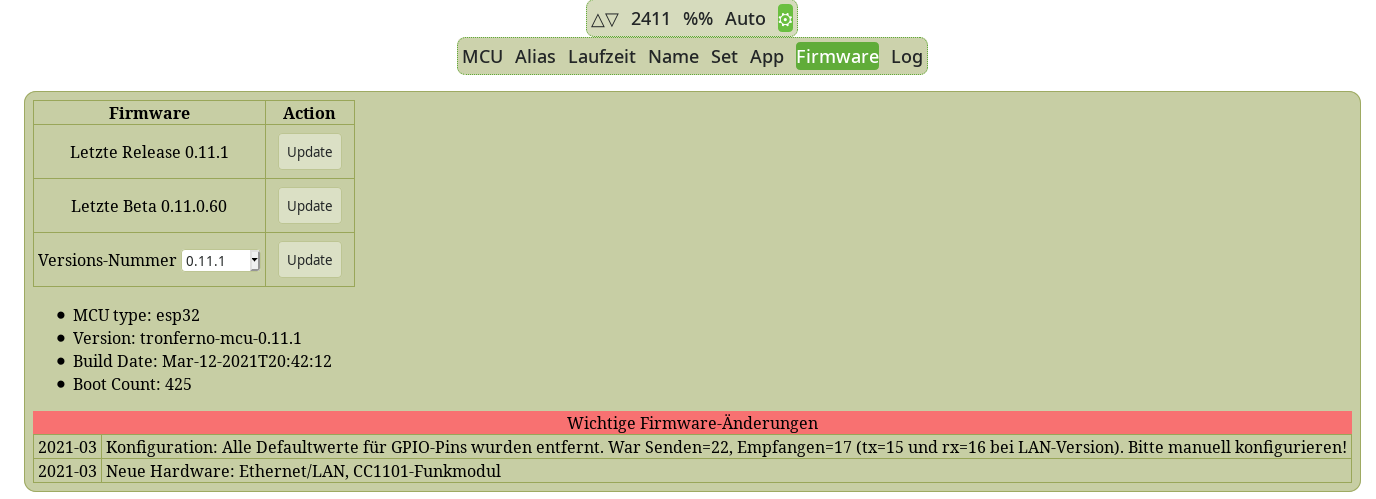 △▽ 2411 %% Auto ⚙
MCU Alias Laufzeit Name Set App Firmware Log
Firmware Action
Letzte Release 0.11.1 Update
Letzte Beta 0.11.0.60 Update
Versions-Nummer 0.11.1 Update
• MCU type: esp32
• Version: tronferno-mcu-0.11.1
• Build Date: Mar-12-2021T20:42:12
• Boot Count: 425
Wichtige Firmware-Änderungen
2021-03 Konfiguration: Alle Defaultwerte für GPIO-Pins wurden entfernt. War Senden=22, Empfangen=17 (tx=15 und rx=16 bei LAN-Version). Bitte manuell konfigurieren!
2021-03 Neue Hardware: Ethernet/LAN, CC1101-Funkmodul